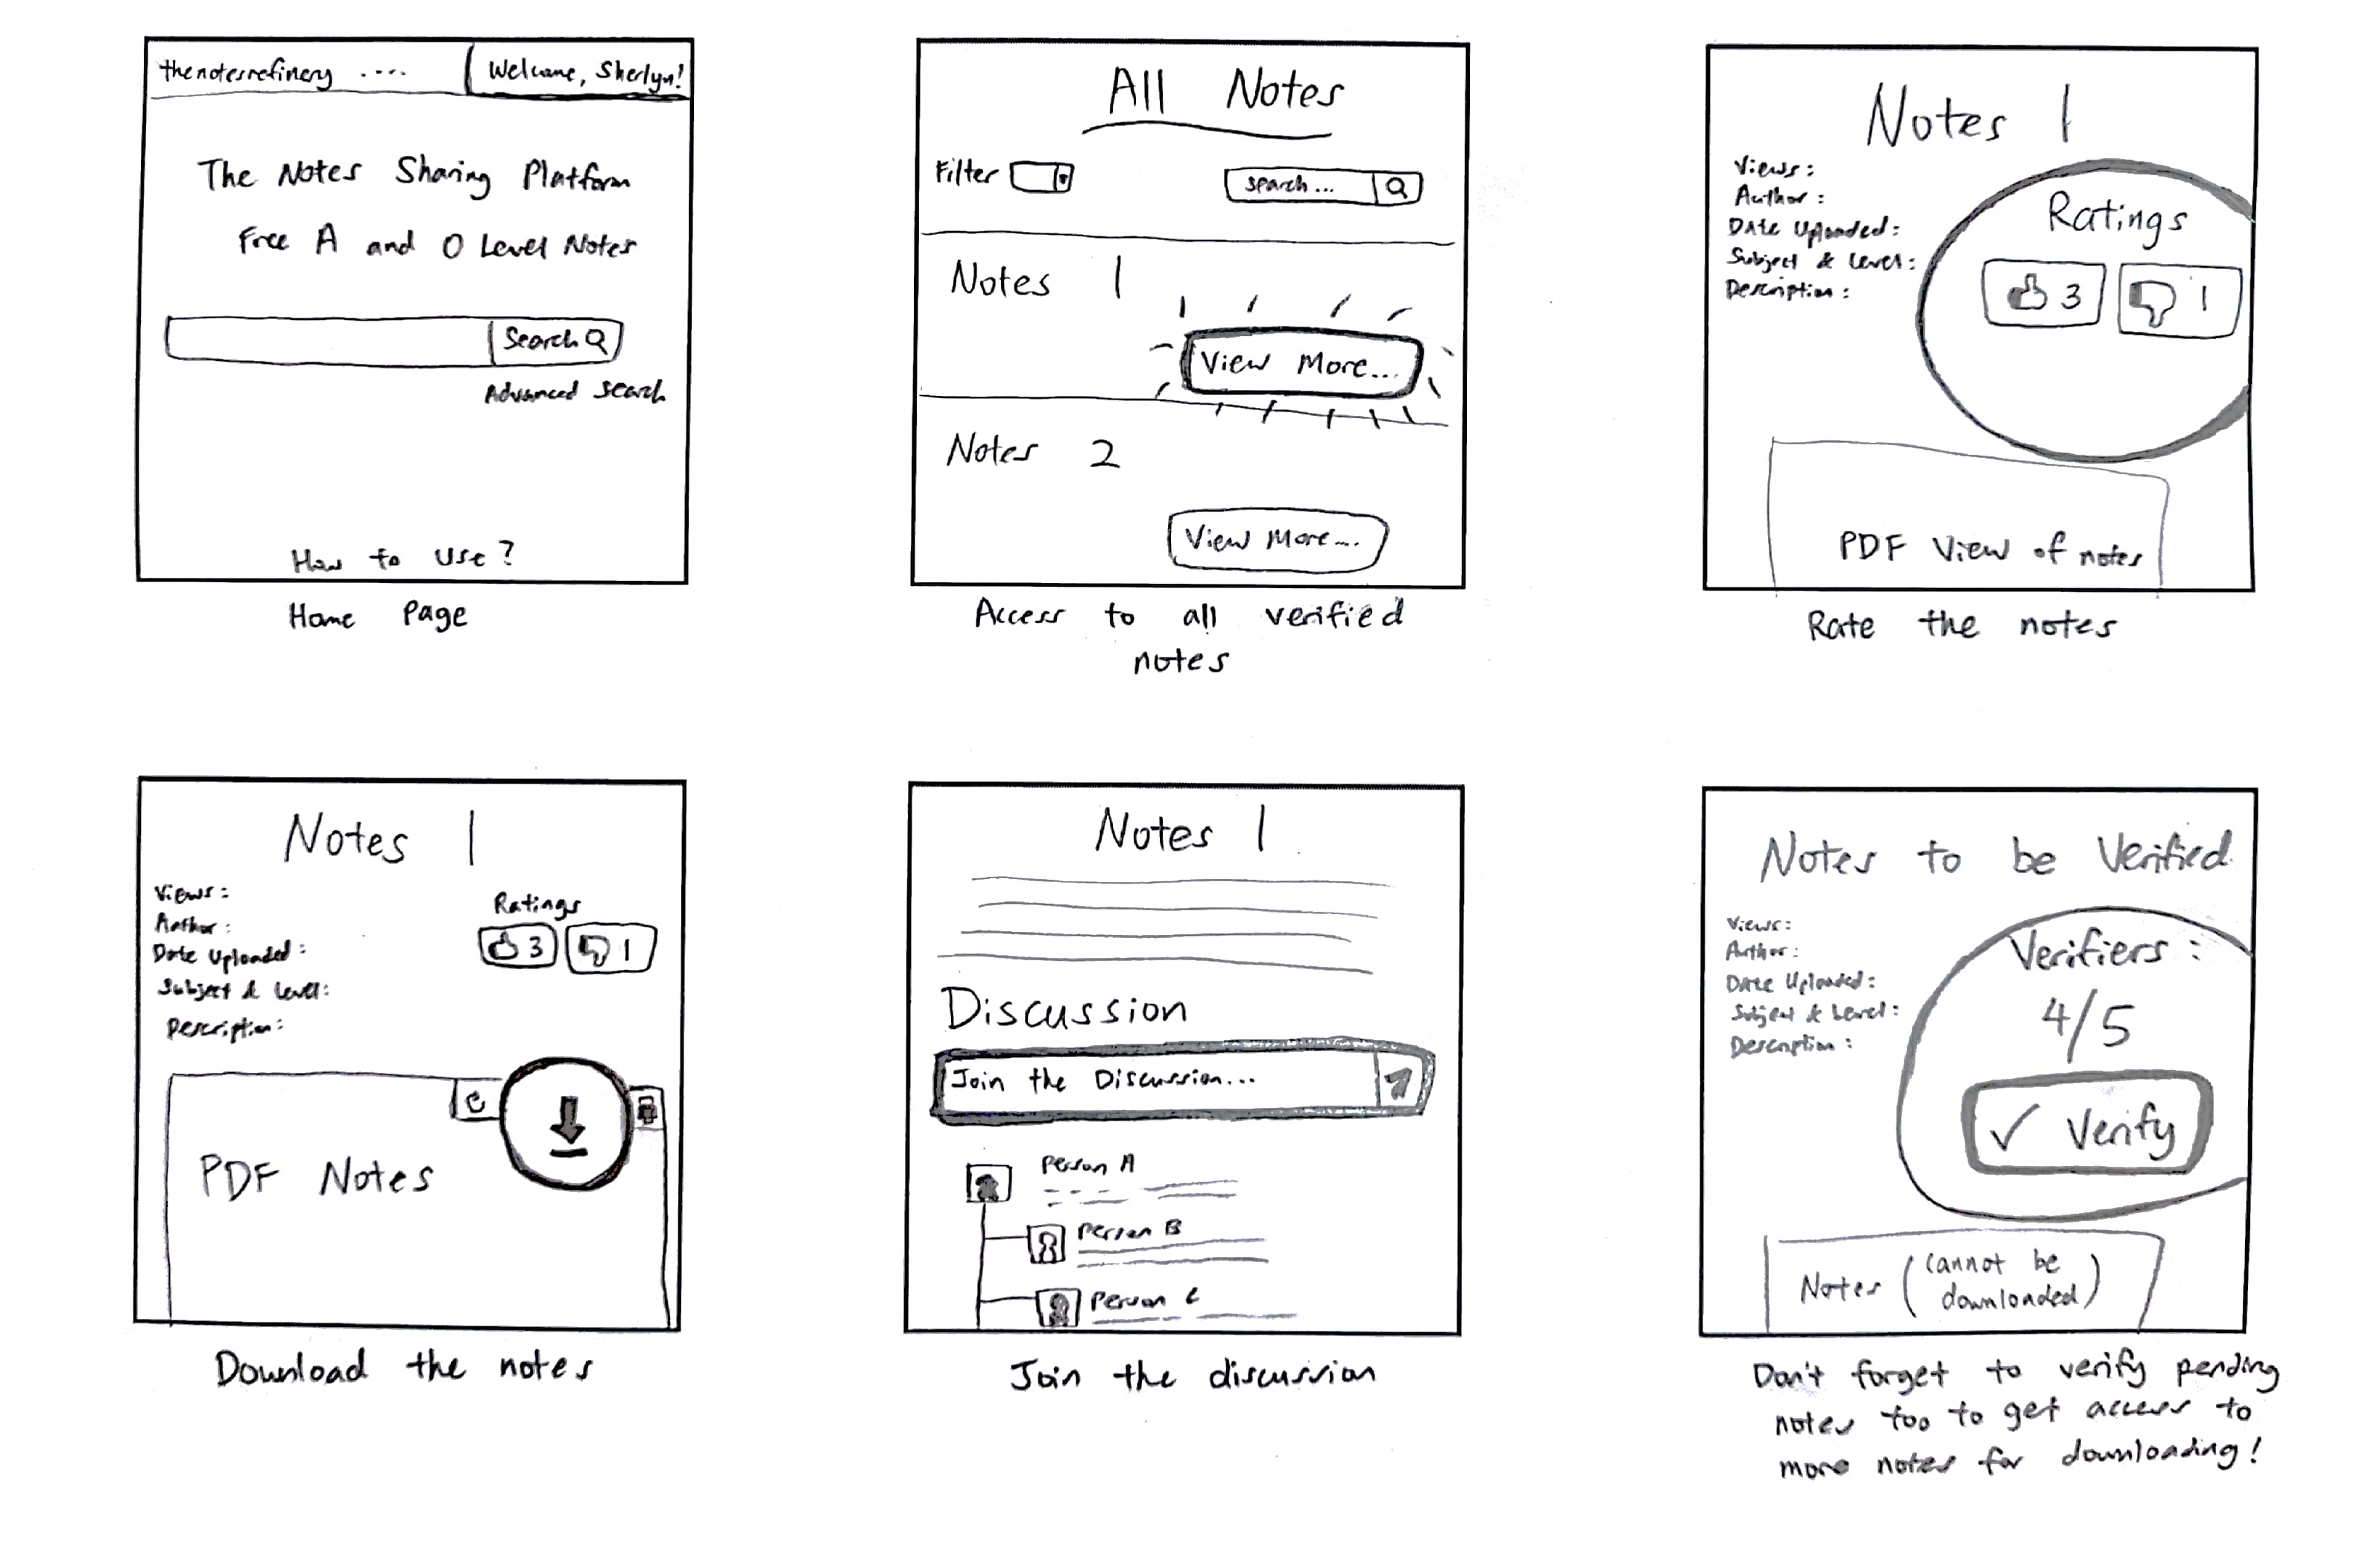 thenotesrefinery ....
Welcome, Sherlyn!
The Notes Sharing Platform
Free A and O Level Notes
Search
Advanced Search
How to Use?
Home Page
All Notes
Filter
search...
Notes 1
View More...
Notes 2
View More...
Access to all verified
notes
Notes 1
Views:
Author:
Date Uploaded:
Subject & Level:
Description:
Ratings
3
1
PDF View of notes
Rate the notes
Notes 1
Views:
Author:
Date Uploaded:
Subject & Level:
Description:
Ratings
3
1
PDF Notes
Download the notes
Notes 1
Discussion
Join the Discussion...
Person A
Person B
Person C
Join the discussion
Notes to be Verified
Views:
Author:
Date Uploaded:
Subject & Level:
Description:
Verifiers:
4/5
✓ Verify
Notes (cannot be
downloaded)
Don't forget to verify pending
notes too to get access to
more notes for downloading!